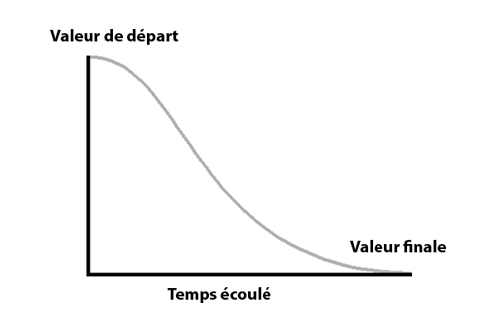 Valeur de départ
Valeur finale
Temps écoulé